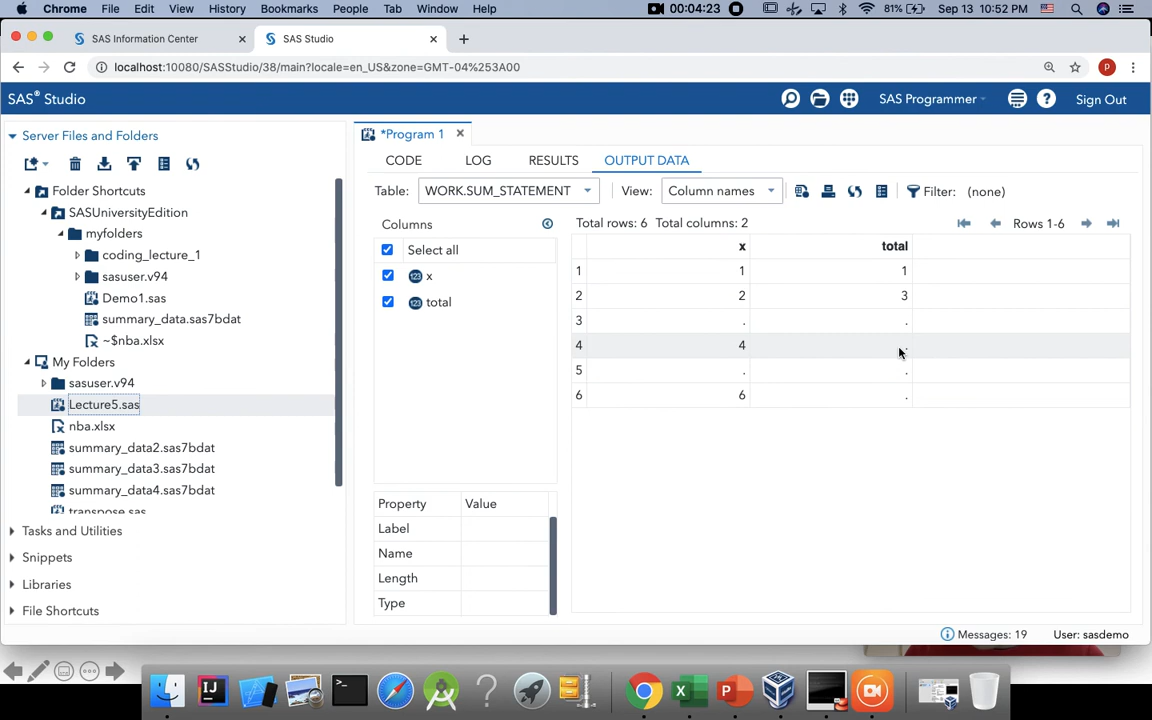 Chrome File Edit View History Bookmarks People Tab Window Help 00:04:23 81% Sep 13 10:52 PM
SAS Information Center × SAS Studio × +
localhost:10080/SASStudio/38/main?locale=en_US&zone=GMT-04%253A00 P
SAS® Studio SAS Programmer Sign Out
Server Files and Folders
*Program 1 ×
CODE LOG RESULTS OUTPUT DATA
Folder Shortcuts
Table: WORK.SUM_STATEMENT View: Column names Filter: (none)
SASUniversityEdition
Columns Total rows: 6 Total columns: 2 Rows 1-6
myfolders
Select all x total
coding_lecture_1
x 1 1 1
sasuser.v94
total 2 2 3
Demo1.sas
summary_data.sas7bdat
3 . .
~$nba.xlsx
4 4 .
My Folders
5 . .
sasuser.v94
6 6 .
Lecture5.sas
nba.xlsx
summary_data2.sas7bdat
summary_data3.sas7bdat
summary_data4.sas7bdat
transpose.sas
Property Value
Label
Name
Length
Type
Tasks and Utilities
Snippets
Libraries
File Shortcuts
Messages: 19 User: sasdemo